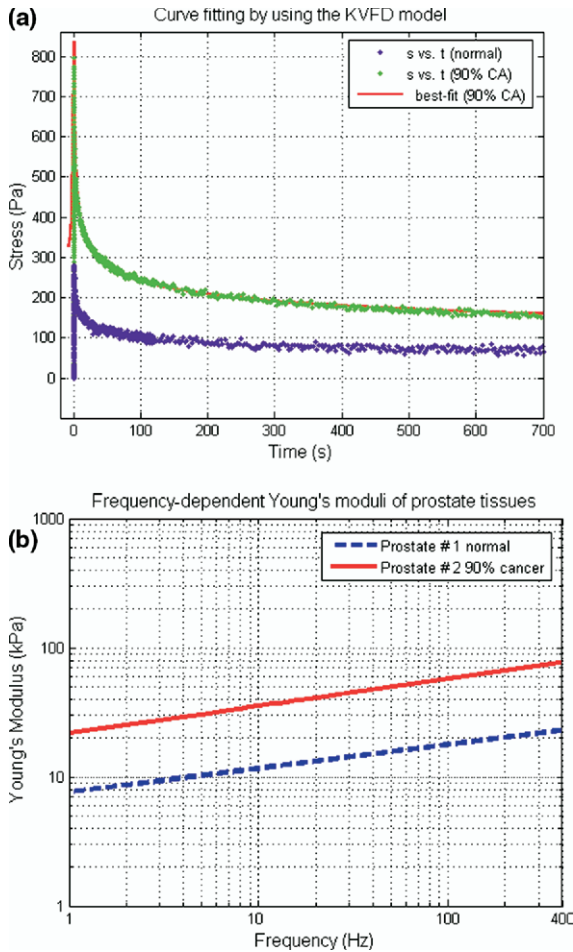 (a)
Curve fitting by using the KVFD model
s vs. t (normal)
s vs. t (90% CA)
best-fit (90% CA)
800
700
600
500
400
300
200
100
0
Stress (Pa)
0 100 200 300 400 500 600 700
Time (s)
Frequency-dependent Young's moduli of prostate tissues
(b)
Prostate #1 normal
Prostate #2 90% cancer
1000
100
10
1
Young's Modulus (kPa)
1 10 100 400
Frequency (Hz)